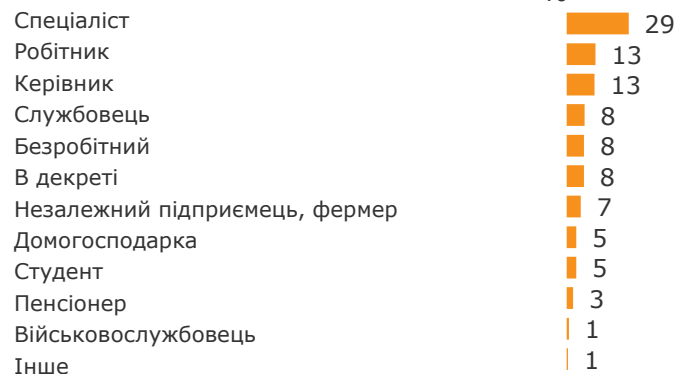 Спеціаліст 29
Робітник 13
Керівник 13
Службовець 8
Безробітний 8
В декреті 8
Незалежний підприємець, фермер 7
Домогосподарка 5
Студент 5
Пенсіонер 3
Військовослужбовець 1
Інше 1